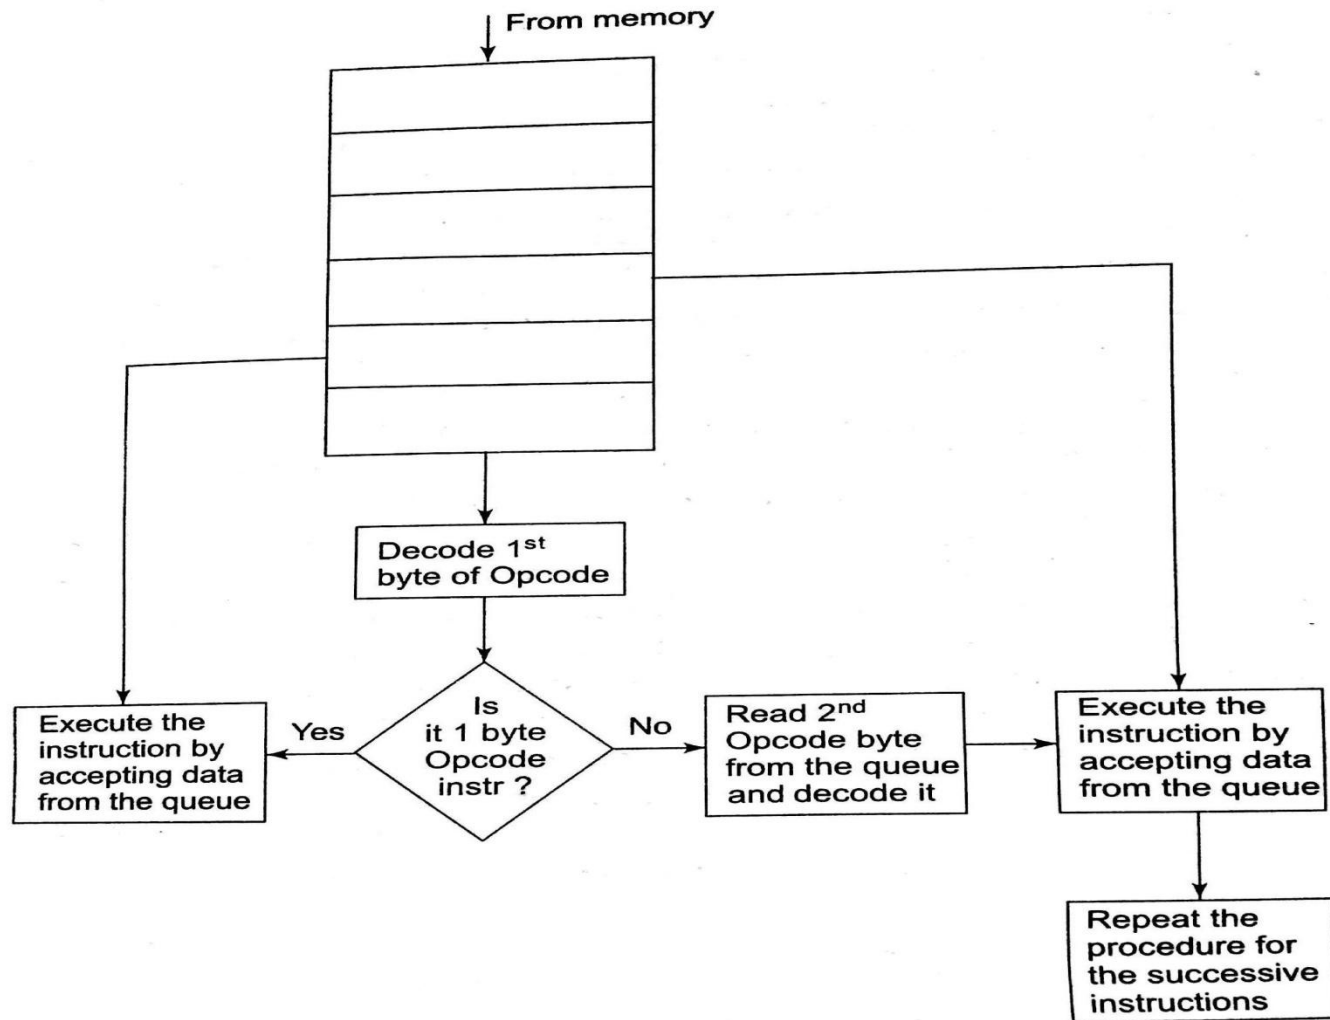 From memory
Decode 1st
byte of Opcode
Is
it 1 byte
Opcode
instr ?
Yes
No
Execute the
instruction by
accepting data
from the queue
Read 2nd
Opcode byte
from the queue
and decode it
Execute the
instruction by
accepting data
from the queue
Repeat the
procedure for
the successive
instructions